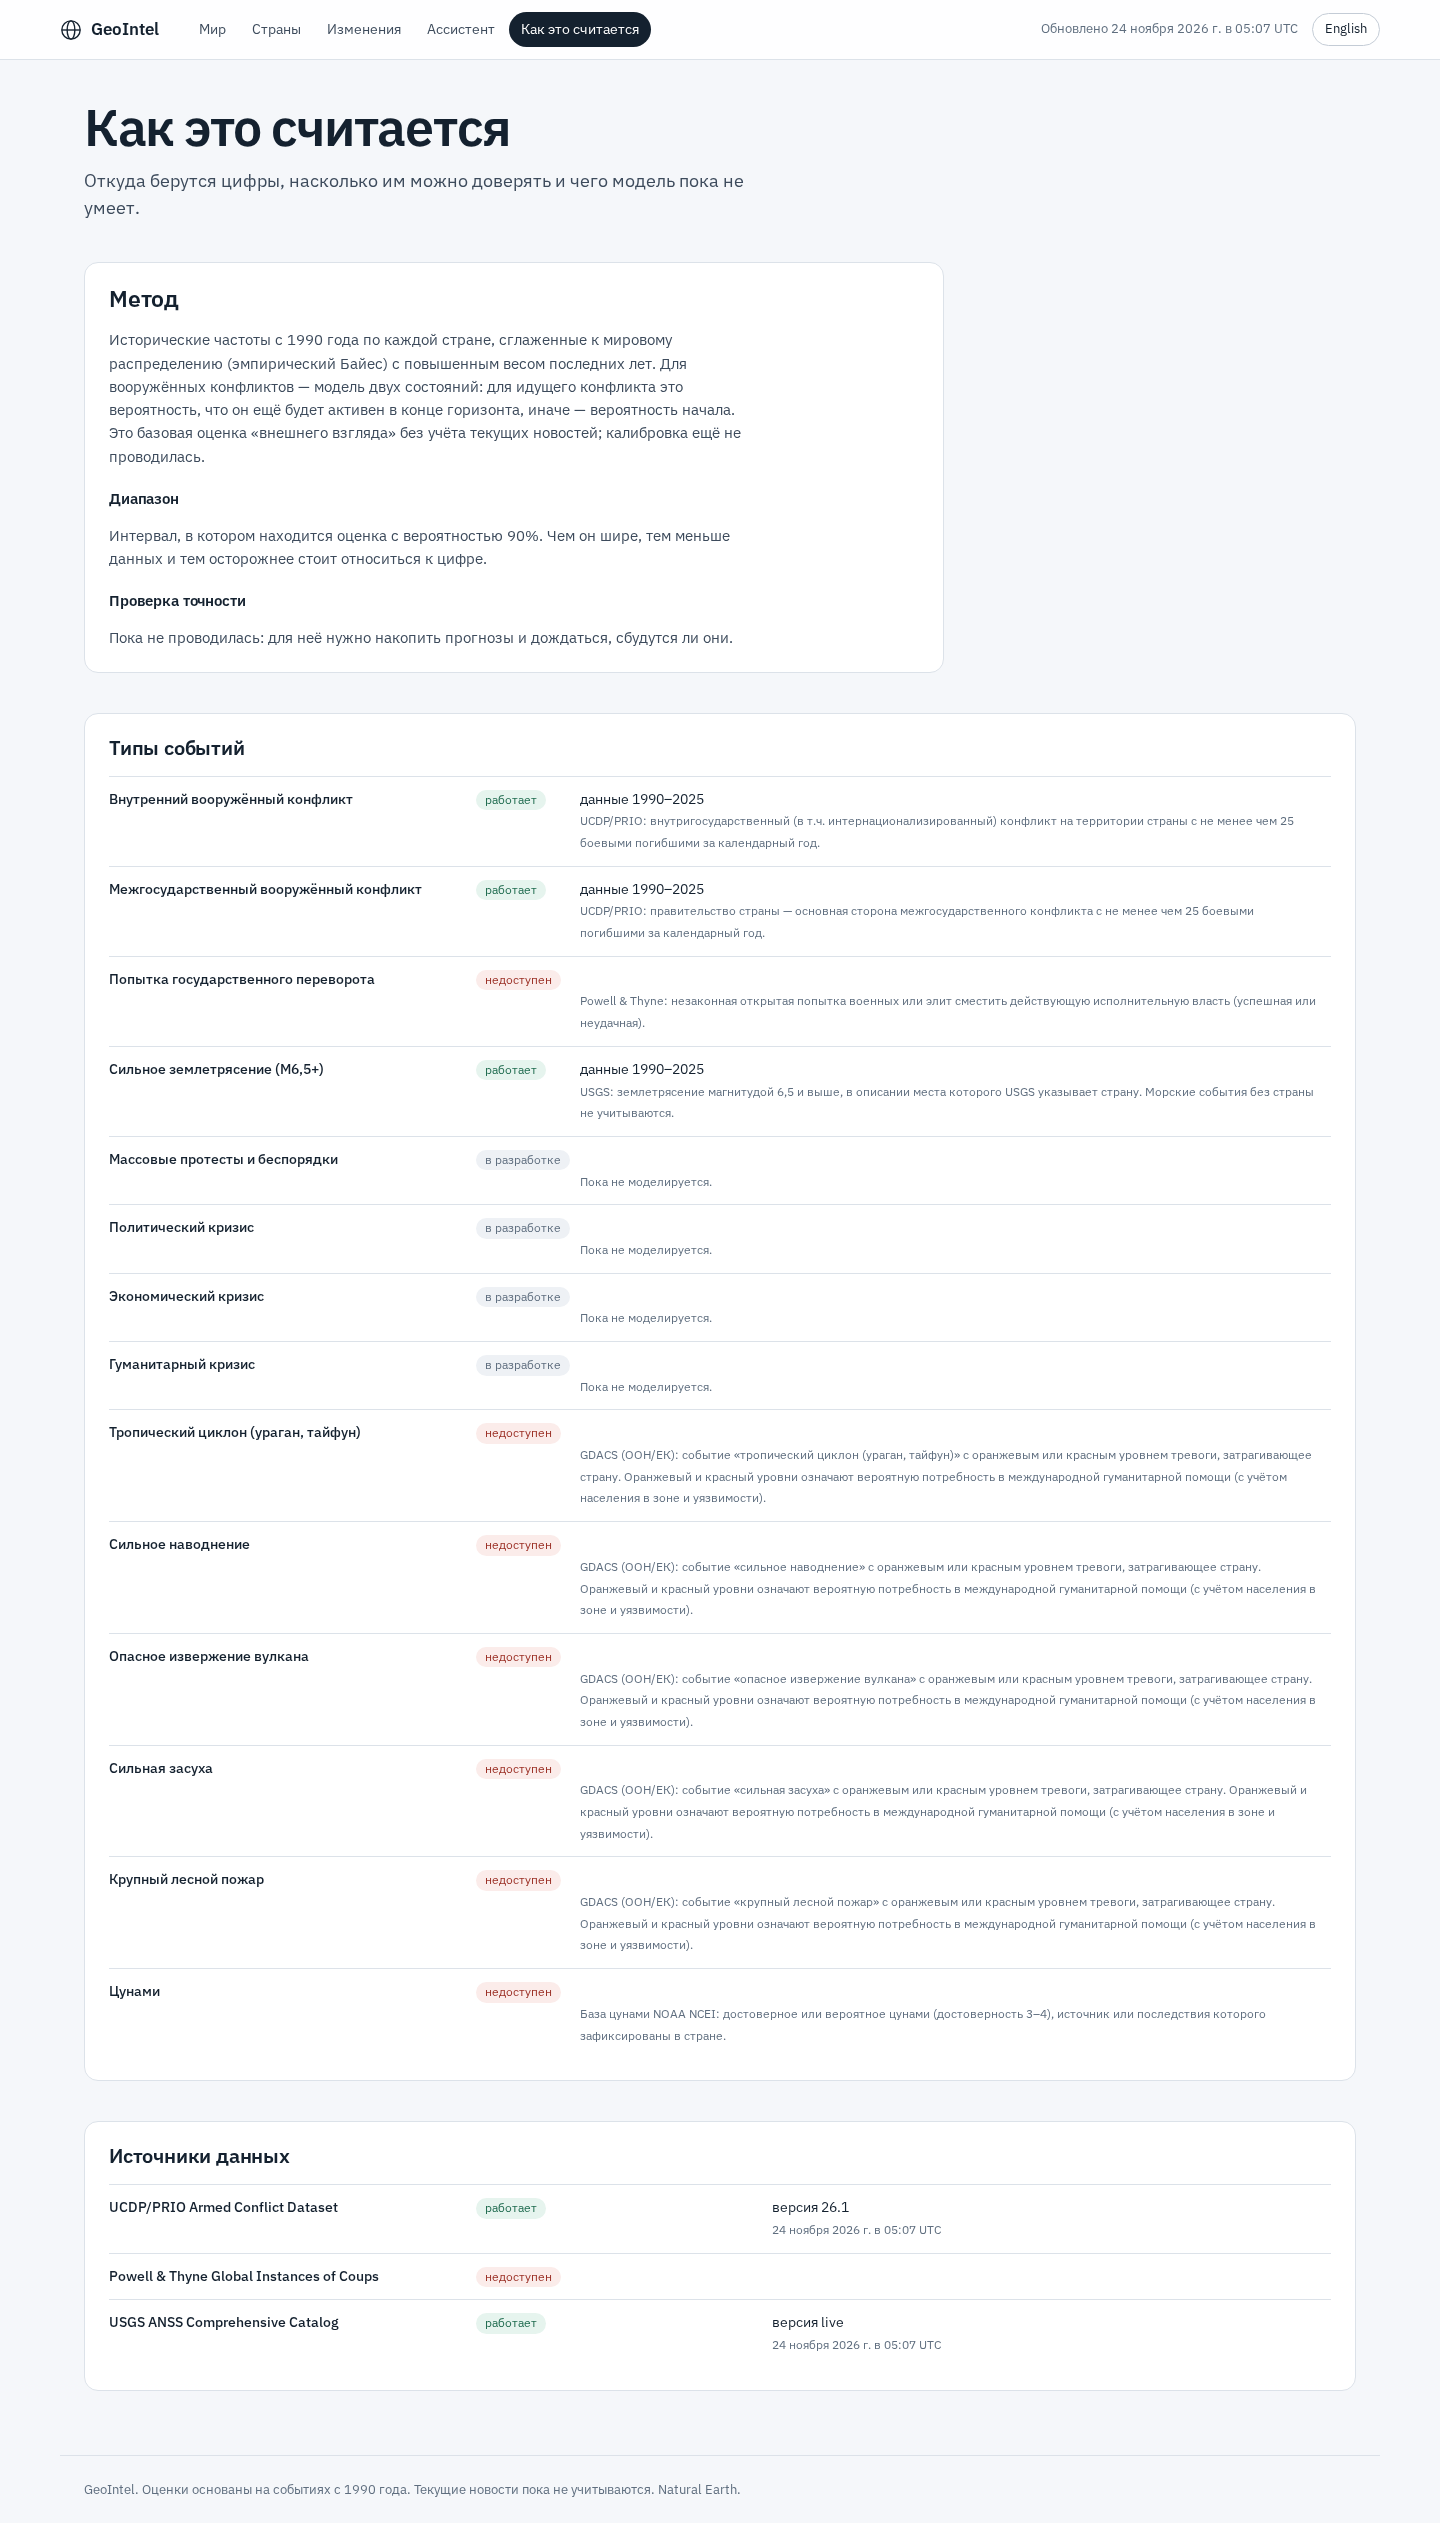 GeoIntel
Мир
Страны
Изменения
Ассистент
Как это считается
Обновлено 24 ноября 2026 г. в 05:07 UTC
English
Как это считается
Откуда берутся цифры, насколько им можно доверять и чего модель пока не
умеет.
Метод
Исторические частоты с 1990 года по каждой стране, сглаженные к мировому
распределению (эмпирический Байес) с повышенным весом последних лет. Для
вооружённых конфликтов — модель двух состояний: для идущего конфликта это
вероятность, что он ещё будет активен в конце горизонта, иначе — вероятность начала.
Это базовая оценка «внешнего взгляда» без учёта текущих новостей; калибровка ещё не
проводилась.
Диапазон
Интервал, в котором находится оценка с вероятностью 90%. Чем он шире, тем меньше
данных и тем осторожнее стоит относиться к цифре.
Проверка точности
Пока не проводилась: для неё нужно накопить прогнозы и дождаться, сбудутся ли они.
Типы событий
Внутренний вооружённый конфликт
работает
данные 1990–2025
UCDP/PRIO: внутригосударственный (в т.ч. интернационализированный) конфликт на территории страны с не менее чем 25
боевыми погибшими за календарный год.
Межгосударственный вооружённый конфликт
работает
данные 1990–2025
UCDP/PRIO: правительство страны — основная сторона межгосударственного конфликта с не менее чем 25 боевыми
погибшими за календарный год.
Попытка государственного переворота
недоступен
Powell & Thyne: незаконная открытая попытка военных или элит сместить действующую исполнительную власть (успешная или
неудачная).
Сильное землетрясение (M6,5+)
работает
данные 1990–2025
USGS: землетрясение магнитудой 6,5 и выше, в описании места которого USGS указывает страну. Морские события без страны
не учитываются.
Массовые протесты и беспорядки
в разработке
Пока не моделируется.
Политический кризис
в разработке
Пока не моделируется.
Экономический кризис
в разработке
Пока не моделируется.
Гуманитарный кризис
в разработке
Пока не моделируется.
Тропический циклон (ураган, тайфун)
недоступен
GDACS (ООН/ЕК): событие «тропический циклон (ураган, тайфун)» с оранжевым или красным уровнем тревоги, затрагивающее
страну. Оранжевый и красный уровни означают вероятную потребность в международной гуманитарной помощи (с учётом
населения в зоне и уязвимости).
Сильное наводнение
недоступен
GDACS (ООН/ЕК): событие «сильное наводнение» с оранжевым или красным уровнем тревоги, затрагивающее страну.
Оранжевый и красный уровни означают вероятную потребность в международной гуманитарной помощи (с учётом населения в
зоне и уязвимости).
Опасное извержение вулкана
недоступен
GDACS (ООН/ЕК): событие «опасное извержение вулкана» с оранжевым или красным уровнем тревоги, затрагивающее страну.
Оранжевый и красный уровни означают вероятную потребность в международной гуманитарной помощи (с учётом населения в
зоне и уязвимости).
Сильная засуха
недоступен
GDACS (ООН/ЕК): событие «сильная засуха» с оранжевым или красным уровнем тревоги, затрагивающее страну. Оранжевый и
красный уровни означают вероятную потребность в международной гуманитарной помощи (с учётом населения в зоне и
уязвимости).
Крупный лесной пожар
недоступен
GDACS (ООН/ЕК): событие «крупный лесной пожар» с оранжевым или красным уровнем тревоги, затрагивающее страну.
Оранжевый и красный уровни означают вероятную потребность в международной гуманитарной помощи (с учётом населения в
зоне и уязвимости).
Цунами
недоступен
База цунами NOAA NCEI: достоверное или вероятное цунами (достоверность 3–4), источник или последствия которого
зафиксированы в стране.
Источники данных
UCDP/PRIO Armed Conflict Dataset
работает
версия 26.1
24 ноября 2026 г. в 05:07 UTC
Powell & Thyne Global Instances of Coups
недоступен
USGS ANSS Comprehensive Catalog
работает
версия live
24 ноября 2026 г. в 05:07 UTC
GeoIntel. Оценки основаны на событиях с 1990 года. Текущие новости пока не учитываются. Natural Earth.